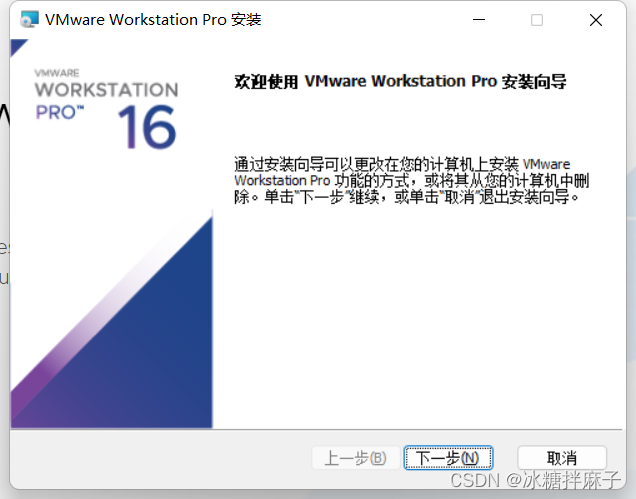 VMware Workstation Pro 安装
VMWARE
WORKSTATION
PRO™ 16
欢迎使用 VMware Workstation Pro 安装向导
通过安装向导可以更改在您的计算机上安装 VMware
Workstation Pro 功能的方式，或将其从您的计算机中删
除。单击“下一步”继续，或单击“取消”退出安装向导。
上一步(B) 下一步(N) 取消
CSDN @冰糖拌麻子